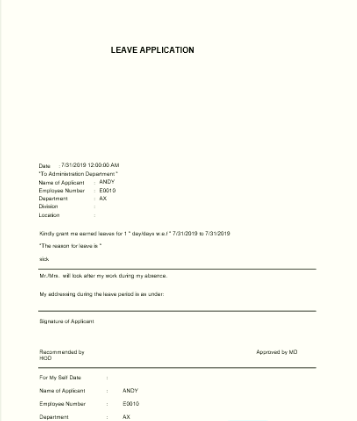 LEAVE APPLICATION
Date : 7/31/2019 12:00:00 AM
"To Administration Department "
Name of Applicant : ANDY
Employee Number : E0010
Department : AX
Division :
Location :
Kindly grant me earned leaves for 1 " day/days w.e.f " 7/31/2019 to 7/31/2019
"The reason for leave is "
sick
Mr./Mrs. will look after my work during my absence.
My addressing during the leave period is as under:
Signature of Applicant
Recommended by Approved by MD
HOD
For My Self Date :
Name of Applicant : ANDY
Employee Number : E0010
Department : AX